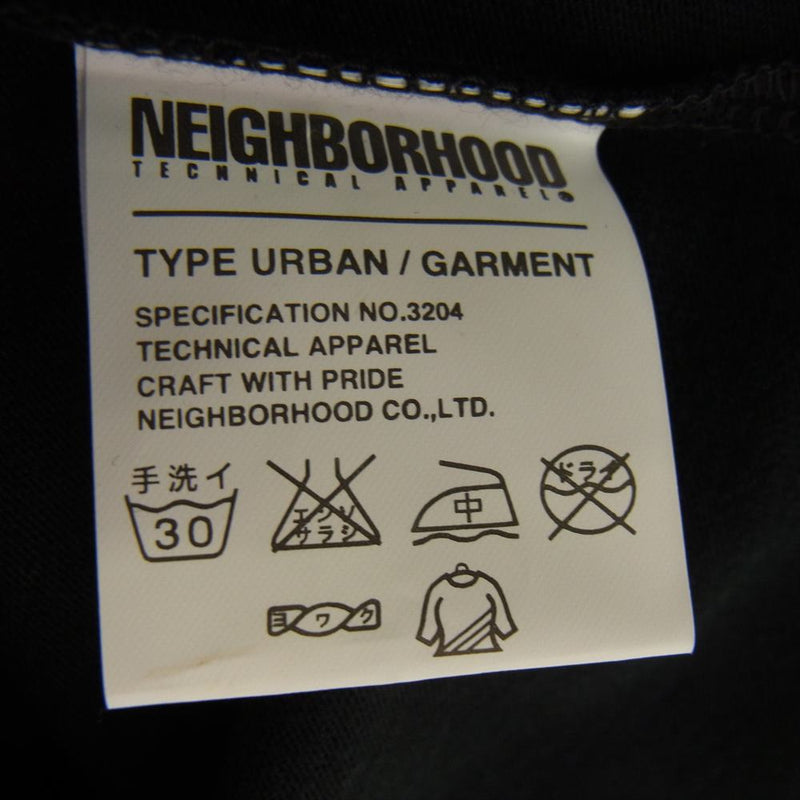 NEIGHBORHOOD
TECHNICAL APPAREL®
TYPE URBAN / GARMENT
SPECIFICATION NO.3204
TECHNICAL APPAREL
CRAFT WITH PRIDE
NEIGHBORHOOD CO.,LTD.
手洗イ
30
エンソ
サラシ
中
ドライ
ヨワク